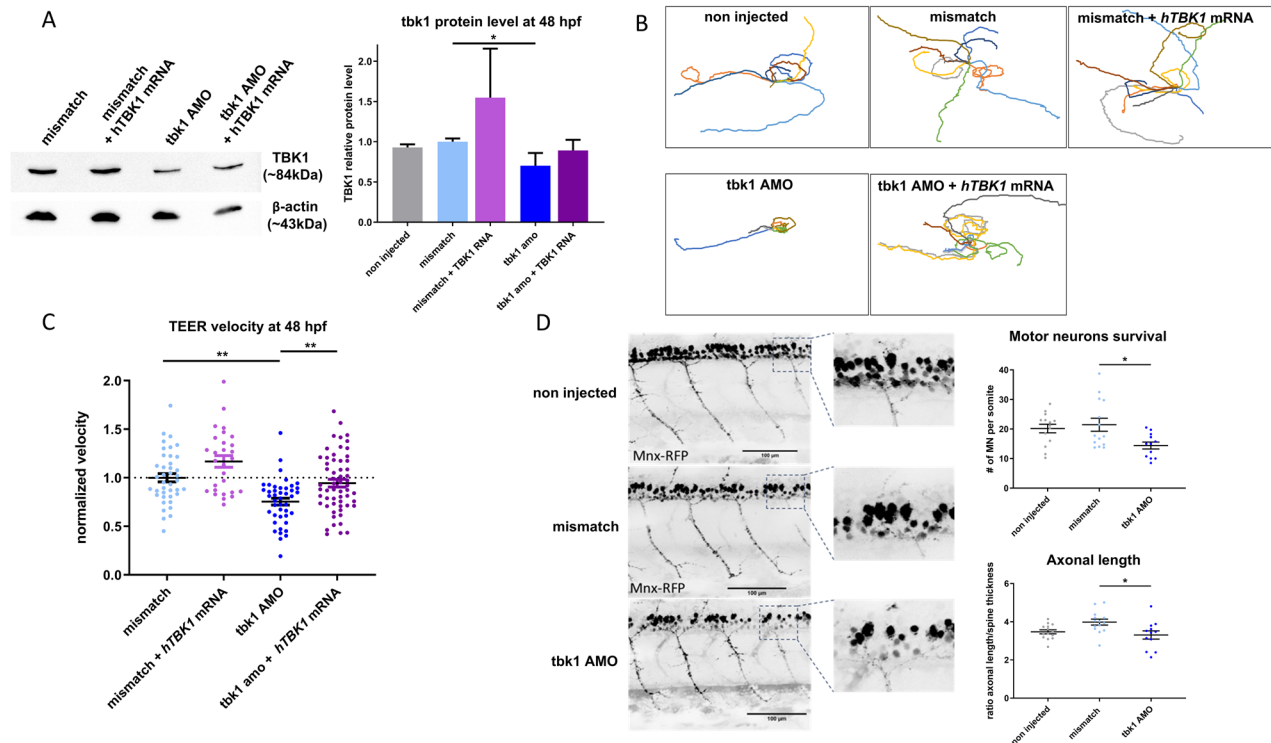 A
mismatch
mismatch
+ hTBK1 mRNA
tbk1 AMO
tbk1 AMO
+ hTBK1 mRNA
TBK1
(~84kDa)
β-actin
(~43kDa)
tbk1 protein level at 48 hpf
*
TBK1 relative protein level
2.0
1.5
1.0
0.5
0.0
non injected
mismatch
mismatch + TBK1 RNA
tbk1 amo
tbk1 amo + TBK1 RNA
B
non injected
mismatch
mismatch + hTBK1 mRNA
tbk1 AMO
tbk1 AMO + hTBK1 mRNA
C
TEER velocity at 48 hpf
**
**
normalized velocity
2.0
1.5
1.0
0.5
0.0
mismatch
mismatch + hTBK1 mRNA
tbk1 AMO
tbk1 amo + hTBK1 mRNA
D
non injected
Mnx-RFP
100 μm
mismatch
Mnx-RFP
100 μm
tbk1 AMO
100 μm
Motor neurons survival
*
# of MN per somite
40
30
20
10
0
non injected
mismatch
tbk1 AMO
Axonal length
*
ratio axonal length/spine thickness
6
4
2
0
non injected
mismatch
tbk1 AMO